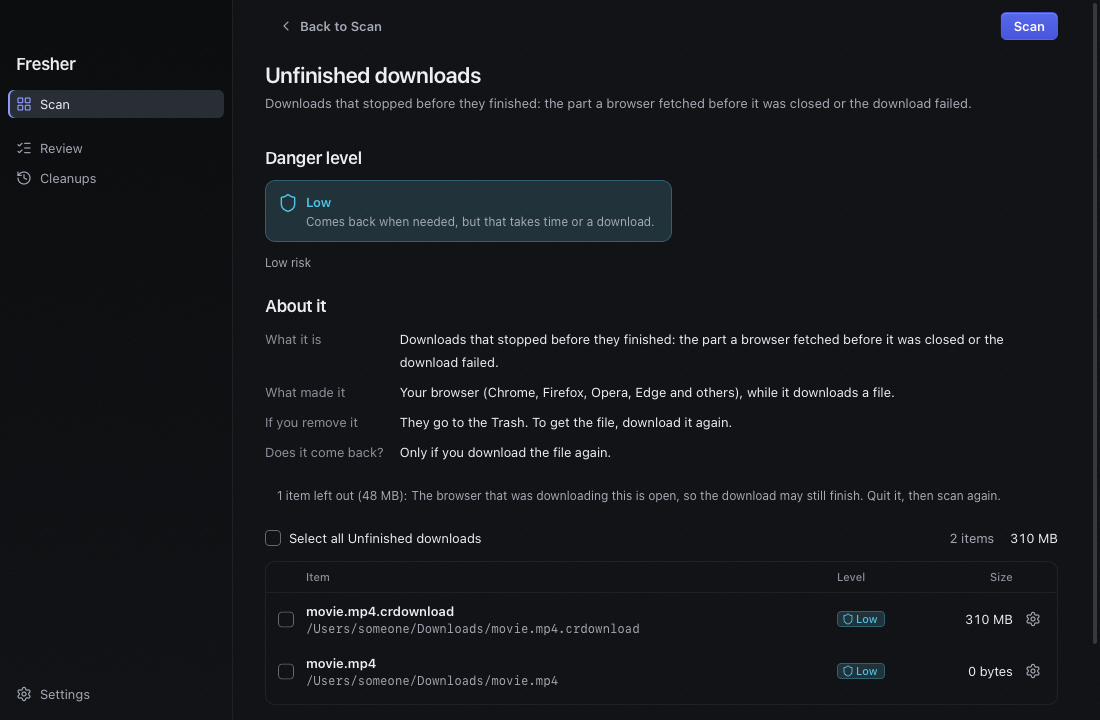 Back to Scan
Scan
Fresher
Scan
Review
Cleanups
Settings
Unfinished downloads
Downloads that stopped before they finished: the part a browser fetched before it was closed or the download failed.
Danger level
Low
Comes back when needed, but that takes time or a download.
Low risk
About it
What it is
Downloads that stopped before they finished: the part a browser fetched before it was closed or the
download failed.
What made it
Your browser (Chrome, Firefox, Opera, Edge and others), while it downloads a file.
If you remove it
They go to the Trash. To get the file, download it again.
Does it come back?
Only if you download the file again.
1 item left out (48 MB): The browser that was downloading this is open, so the download may still finish. Quit it, then scan again.
Select all Unfinished downloads
2 items
310 MB
Item
Level
Size
movie.mp4.crdownload
/Users/someone/Downloads/movie.mp4.crdownload
Low
310 MB
movie.mp4
/Users/someone/Downloads/movie.mp4
Low
0 bytes